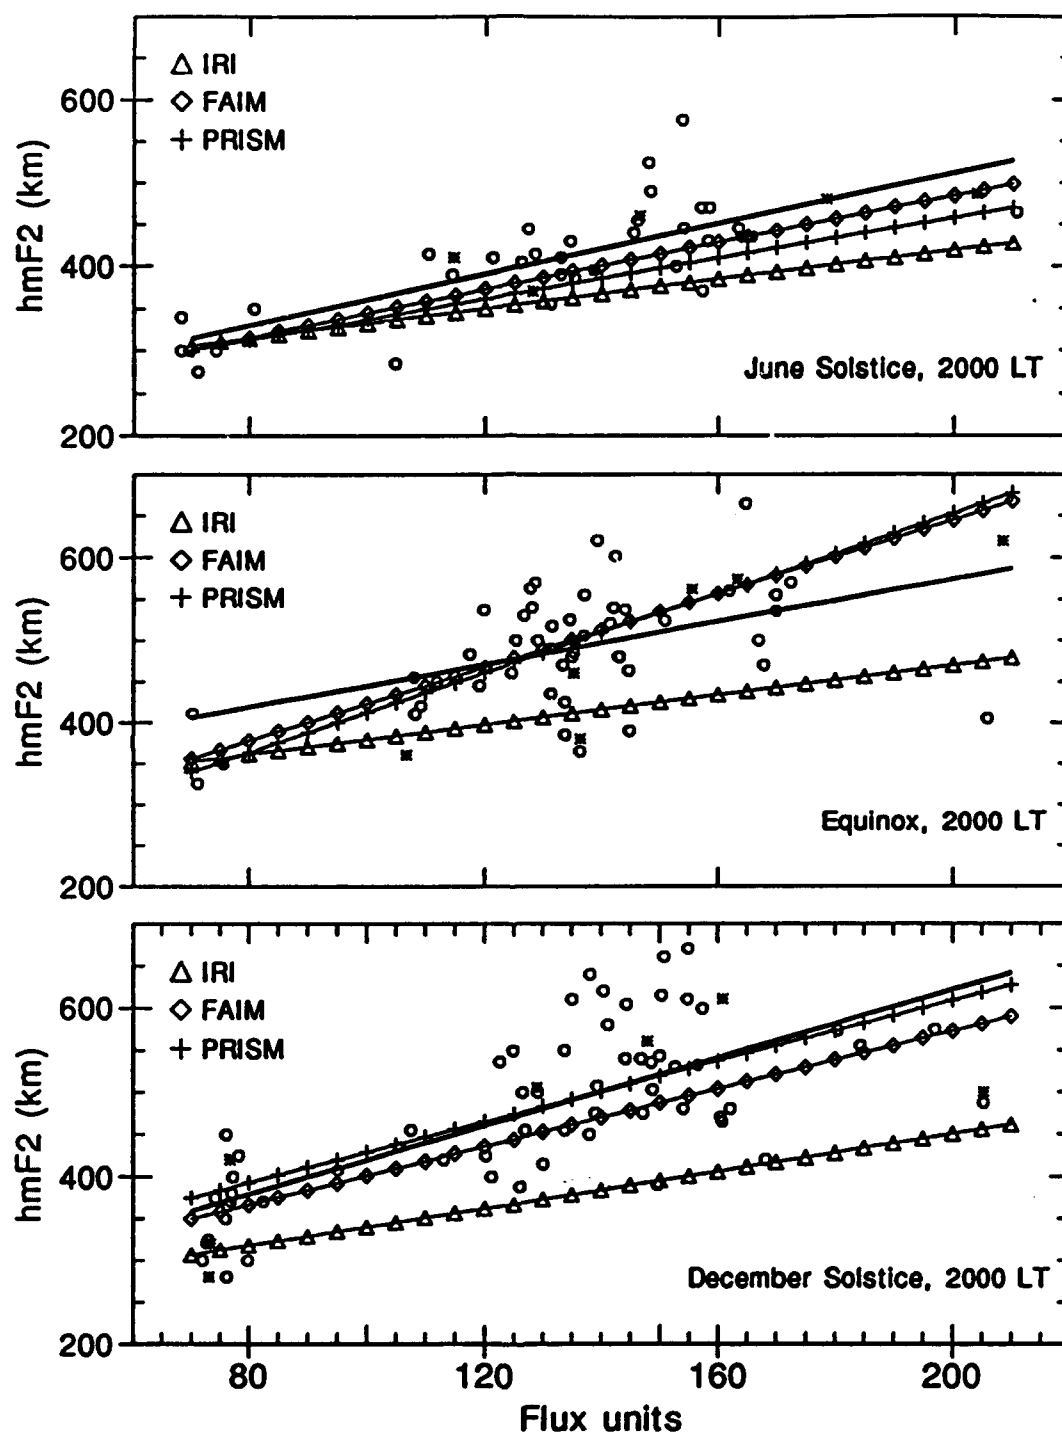 IRI
FAIM
PRISM
600
400
200
hmF2 (km)
June Solstice, 2000 LT
IRI
FAIM
PRISM
600
400
200
hmF2 (km)
Equinox, 2000 LT
IRI
FAIM
PRISM
600
400
200
hmF2 (km)
December Solstice, 2000 LT
80 120 160 200
Flux units